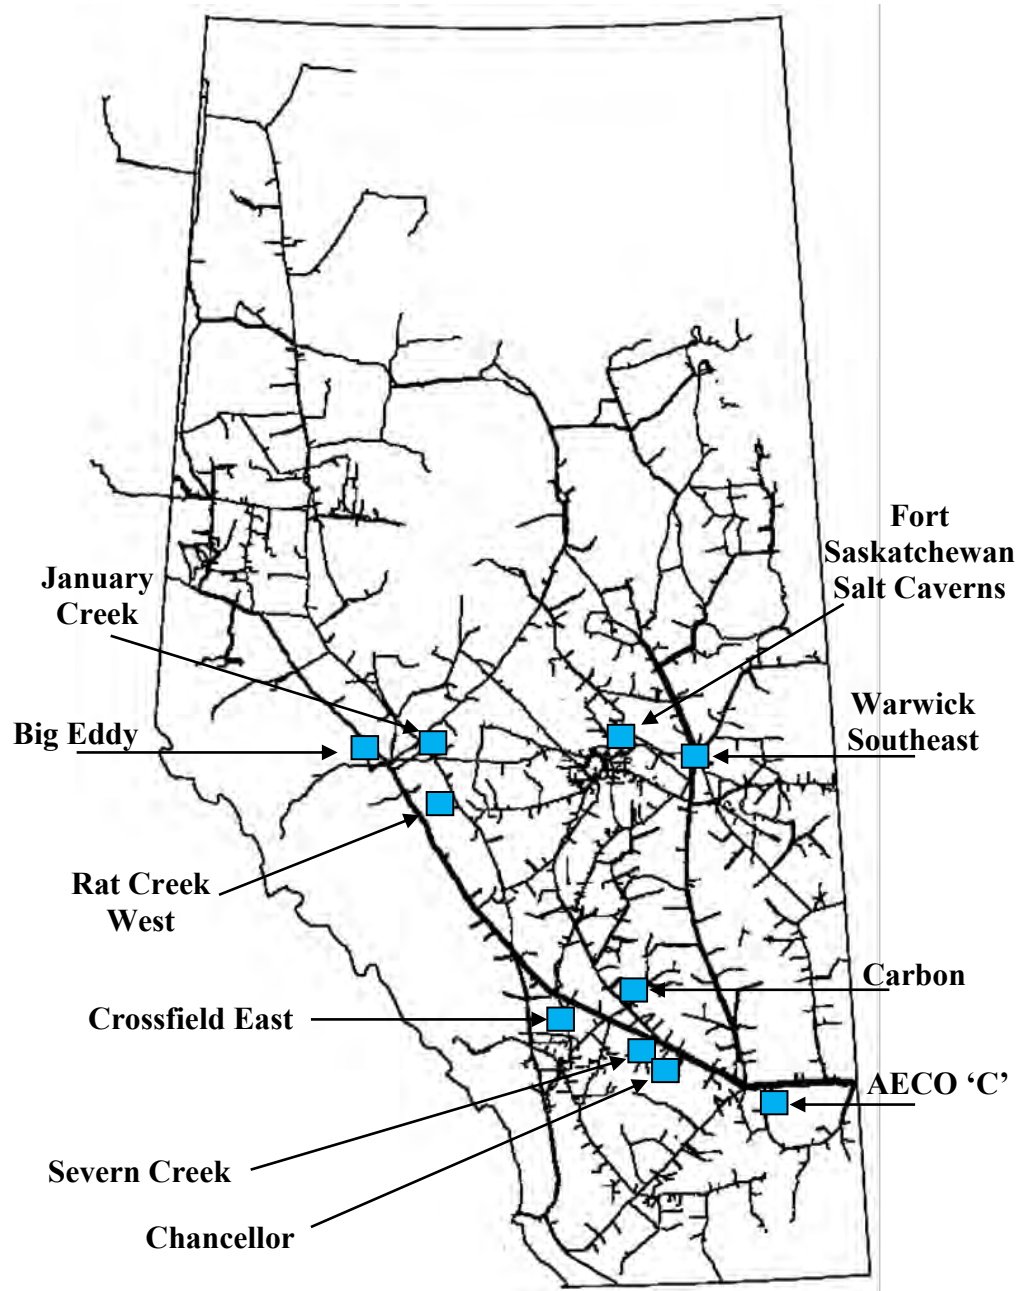 Fort
Saskatchewan
Salt Caverns
January
Creek
Warwick
Southeast
Big Eddy
Rat Creek
West
Carbon
Crossfield East
AECO ‘C’
Severn Creek
Chancellor